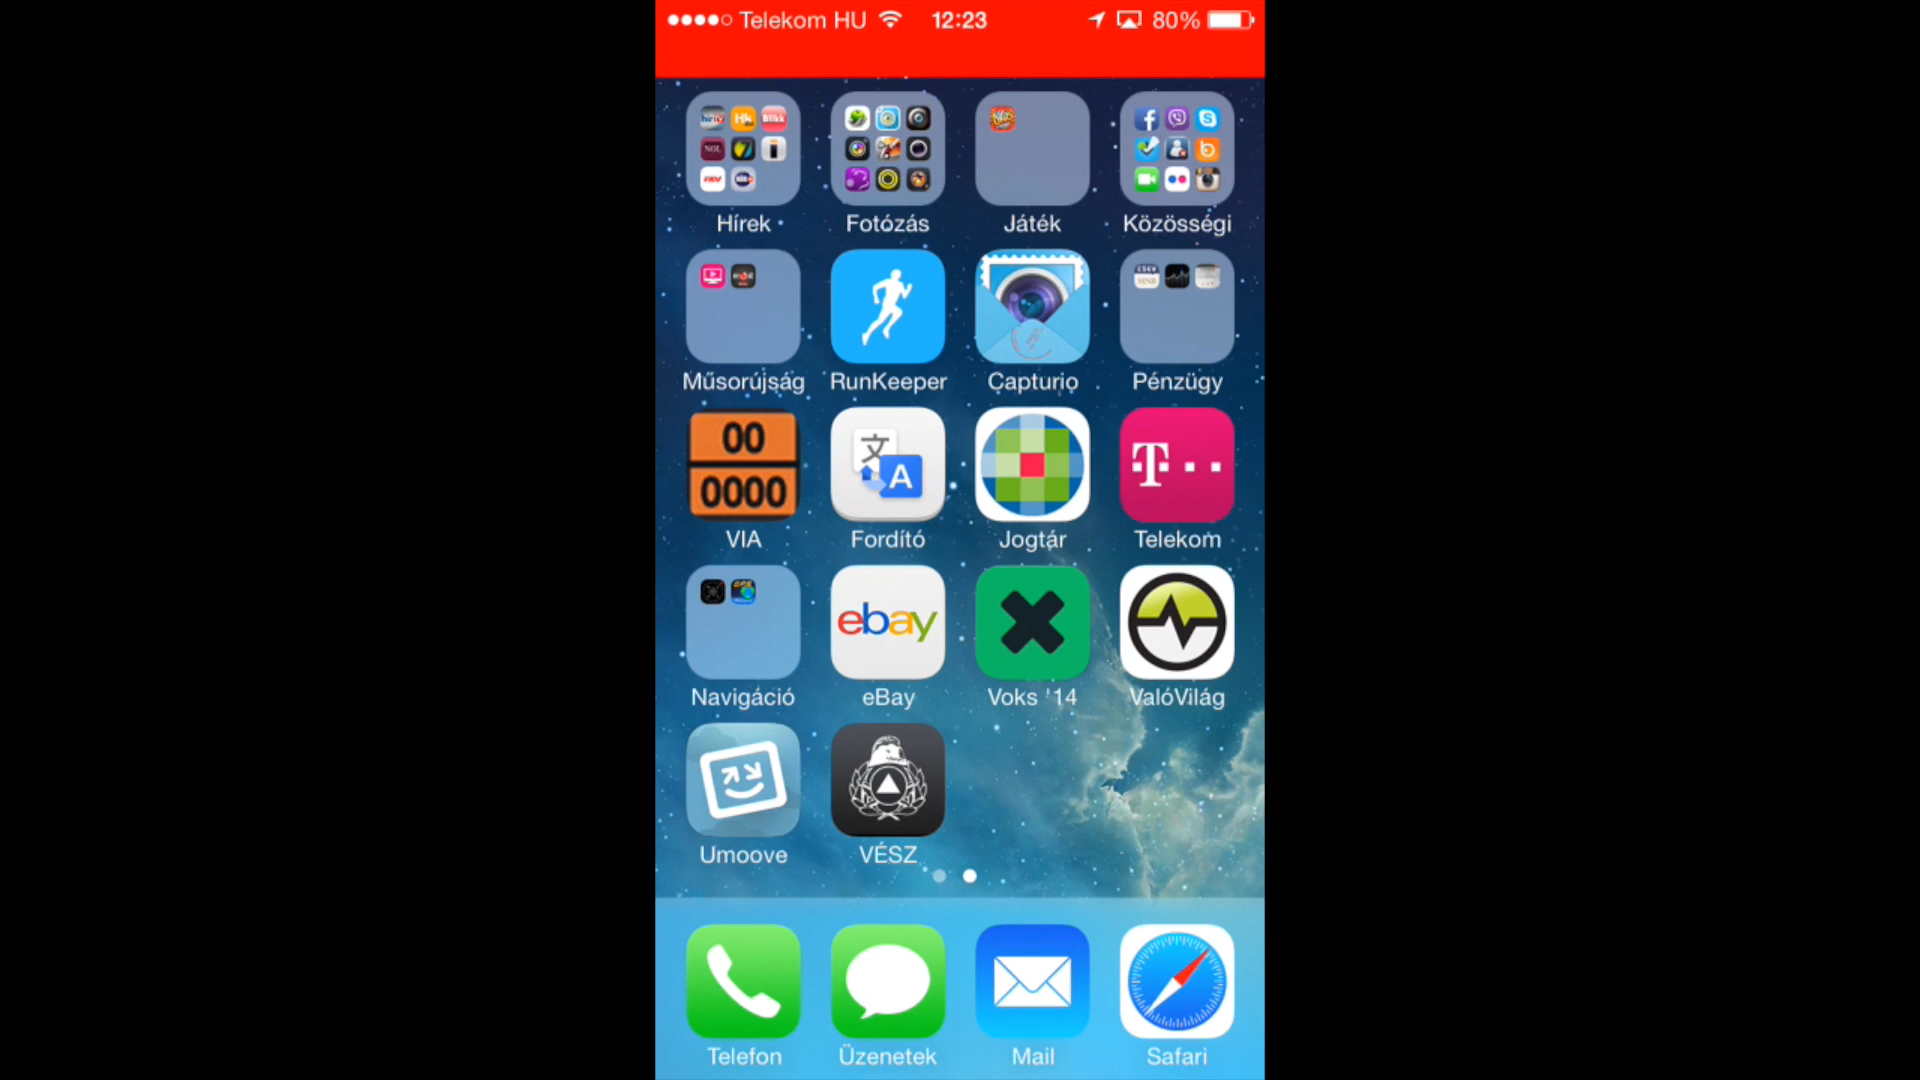 Telekom HU 12:23 80%
Hírek Fotózás Játék Közösségi
Műsorújság RunKeeper Capturio Pénzügy
00
0000
文 A
T
VIA Fordító Jogtár Telekom
ebay
Navigáció eBay Voks '14 ValóVilág
Umoove VÉSZ
Telefon Üzenetek Mail Safari